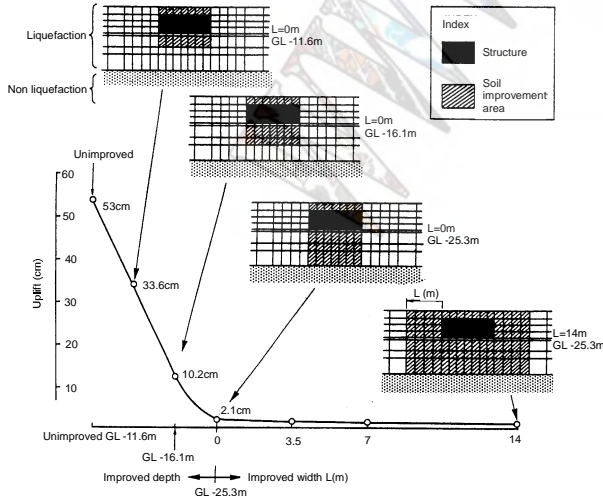 Liquefaction
Non liquefaction
L=0m
GL -11.6m
Index
Structure
Soil
improvement
area
L=0m
GL -16.1m
L=0m
GL -25.3m
L (m)
L=14m
GL -25.3m
Unimproved
60
50
40
30
20
10
Uplift (cm)
53cm
33.6cm
10.2cm
2.1cm
Unimproved GL -11.6m
GL -16.1m
0
3.5
7
14
Improved depth
Improved width L(m)
GL -25.3m